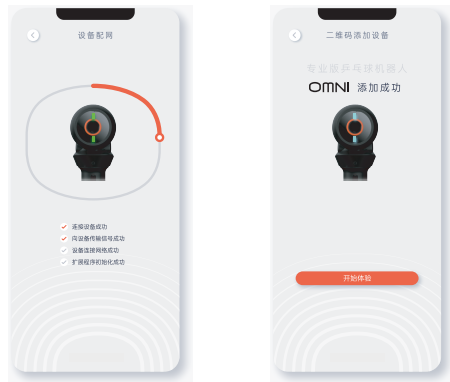 设备配网
连接设备成功
向设备传输信号成功
设备连接网络成功
扩展程序初始化成功
二维码添加设备
专业版乒乓球机器人
OMNI 添加成功
开始体验